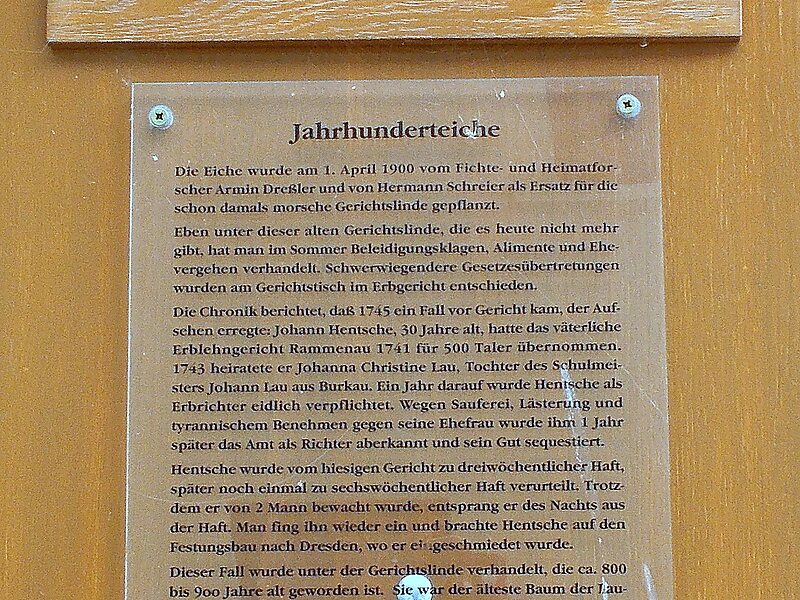 Jahrhunderteiche
Die Eiche wurde am 1. April 1900 vom Fichte- und Heimatfor-
scher Armin Dreßler und von Hermann Schreier als Ersatz für die
schon damals morsche Gerichtslinde gepflanzt.
Eben unter dieser alten Gerichtslinde, die es heute nicht mehr
gibt, hat man im Sommer Beleidigungsklagen, Alimente und Ehe-
vergehen verhandelt. Schwerwiegendere Gesetzesübertretungen
wurden am Gerichtstisch im Erbgericht entschieden.
Die Chronik berichtet, daß 1745 ein Fall vor Gericht kam, der Auf-
sehen erregte: Johann Hentsche, 30 Jahre alt, hatte das väterliche
Erblehngericht Rammenau 1741 für 500 Taler übernommen.
1743 heiratete er Johanna Christine Lau, Tochter des Schulmei-
sters Johann Lau aus Burkau. Ein Jahr darauf wurde Hentsche als
Erbrichter eidlich verpflichtet. Wegen Sauferei, Lästerung und
tyrannischem Benehmen gegen seine Ehefrau wurde ihm 1 Jahr
später das Amt als Richter aberkannt und sein Gut sequestiert.
Hentsche wurde vom hiesigen Gericht zu dreiwöchentlicher Haft,
später noch einmal zu sechswöchentlicher Haft verurteilt. Trotz-
dem er von 2 Mann bewacht wurde, entsprang er des Nachts aus
der Haft. Man fing ihn wieder ein und brachte Hentsche auf den
Festungsbau nach Dresden, wo er eingeschmiedet wurde.
Dieser Fall wurde unter der Gerichtslinde verhandelt, die ca. 800
bis 900 Jahre alt geworden ist. Sie war der älteste Baum der Lau-